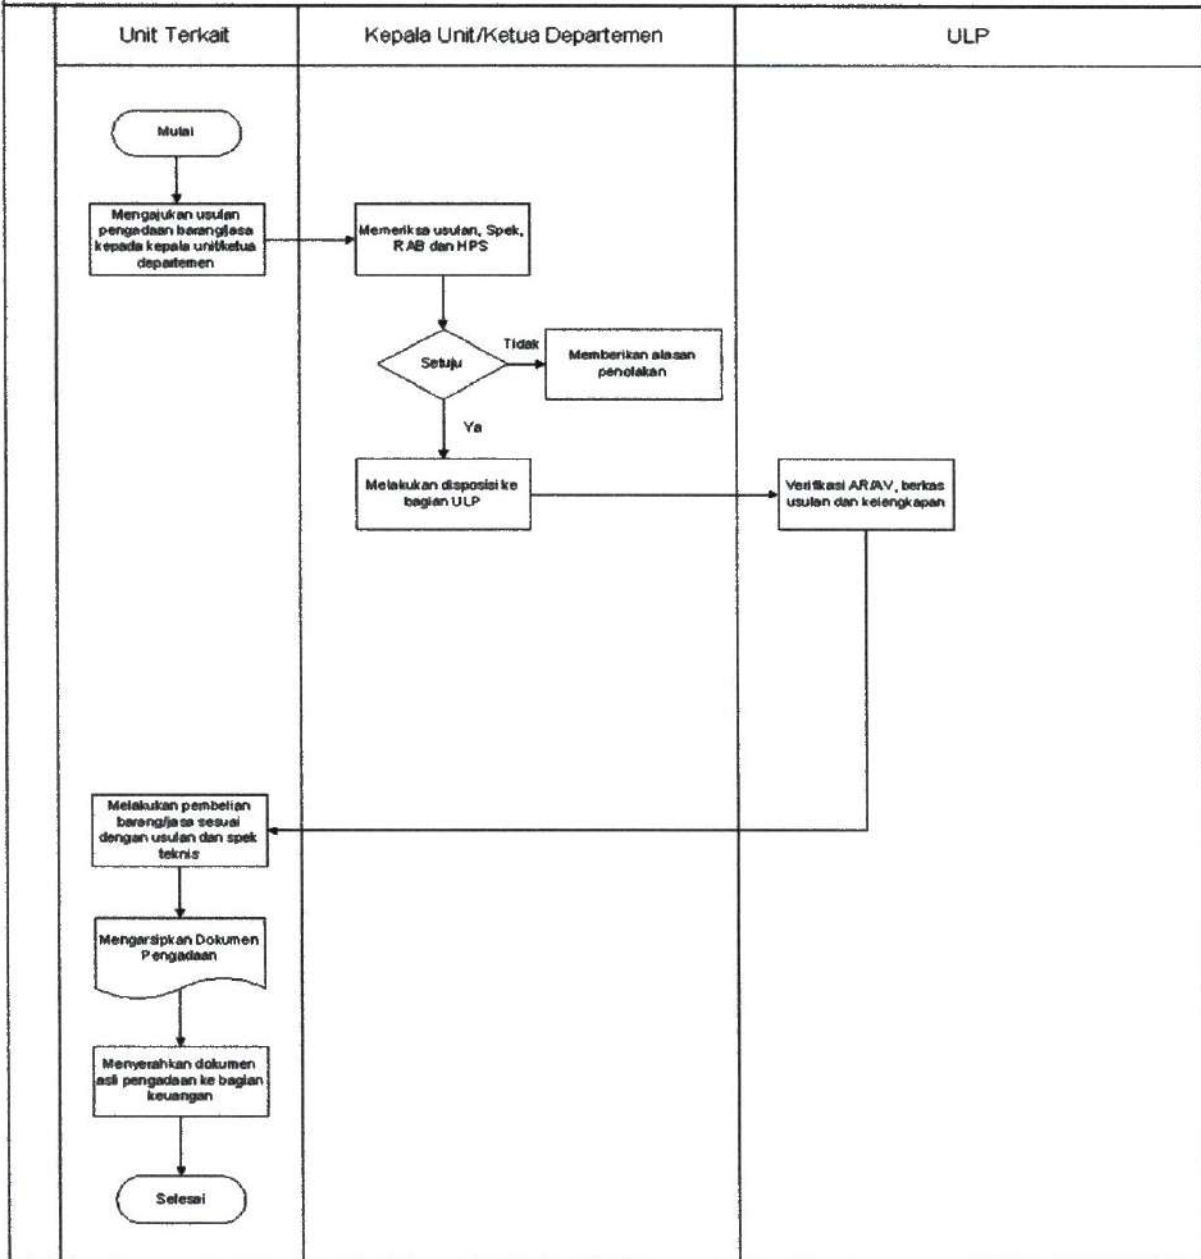 Unit Terkait
Kepala Unit/Ketua Departemen
ULP
Mulai
Mengajukan usulan
pengadaan barang/jasa
kepada kepala unit/ketua
departemen
Memeriksa usulan, Spek,
RAB dan HPS
Setuju
Tidak
Memberikan alasan
penolakan
Ya
Melakukan disposisi ke
bagian ULP
Verifikasi AR/AV, berkas
usulan dan kelengkapan
Melakukan pembelian
barang/jasa sesuai
dengan usulan dan spek
teknis
Mengarsipkan Dokumen
Pengadaan
Menyerahkan dokumen
asli pengadaan ke bagian
keuangan
Selesai